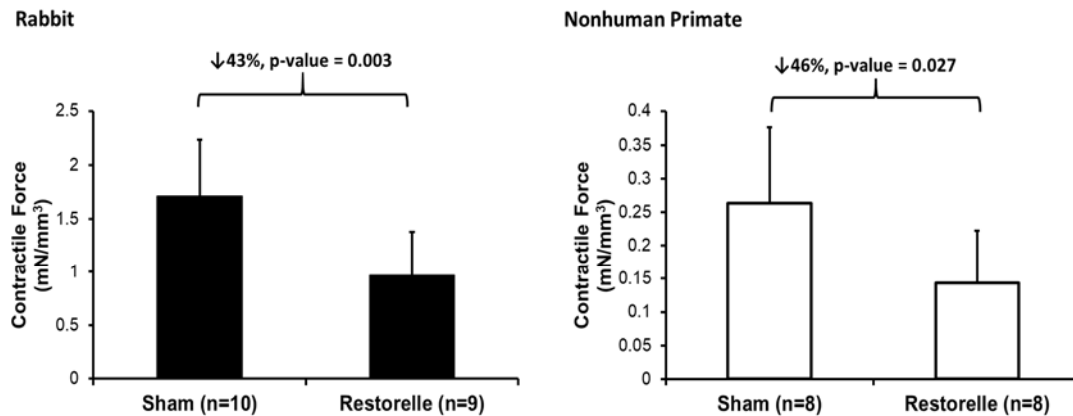 Rabbit
↓43%, p-value = 0.003
2.5
2
1.5
1
0.5
0
Contractile Force
(mN/mm³)
Sham (n=10)
Restorelle (n=9)
Nonhuman Primate
↓46%, p-value = 0.027
0.4
0.35
0.3
0.25
0.2
0.15
0.1
0.05
0
Contractile Force
(mN/mm³)
Sham (n=8)
Restorelle (n=8)